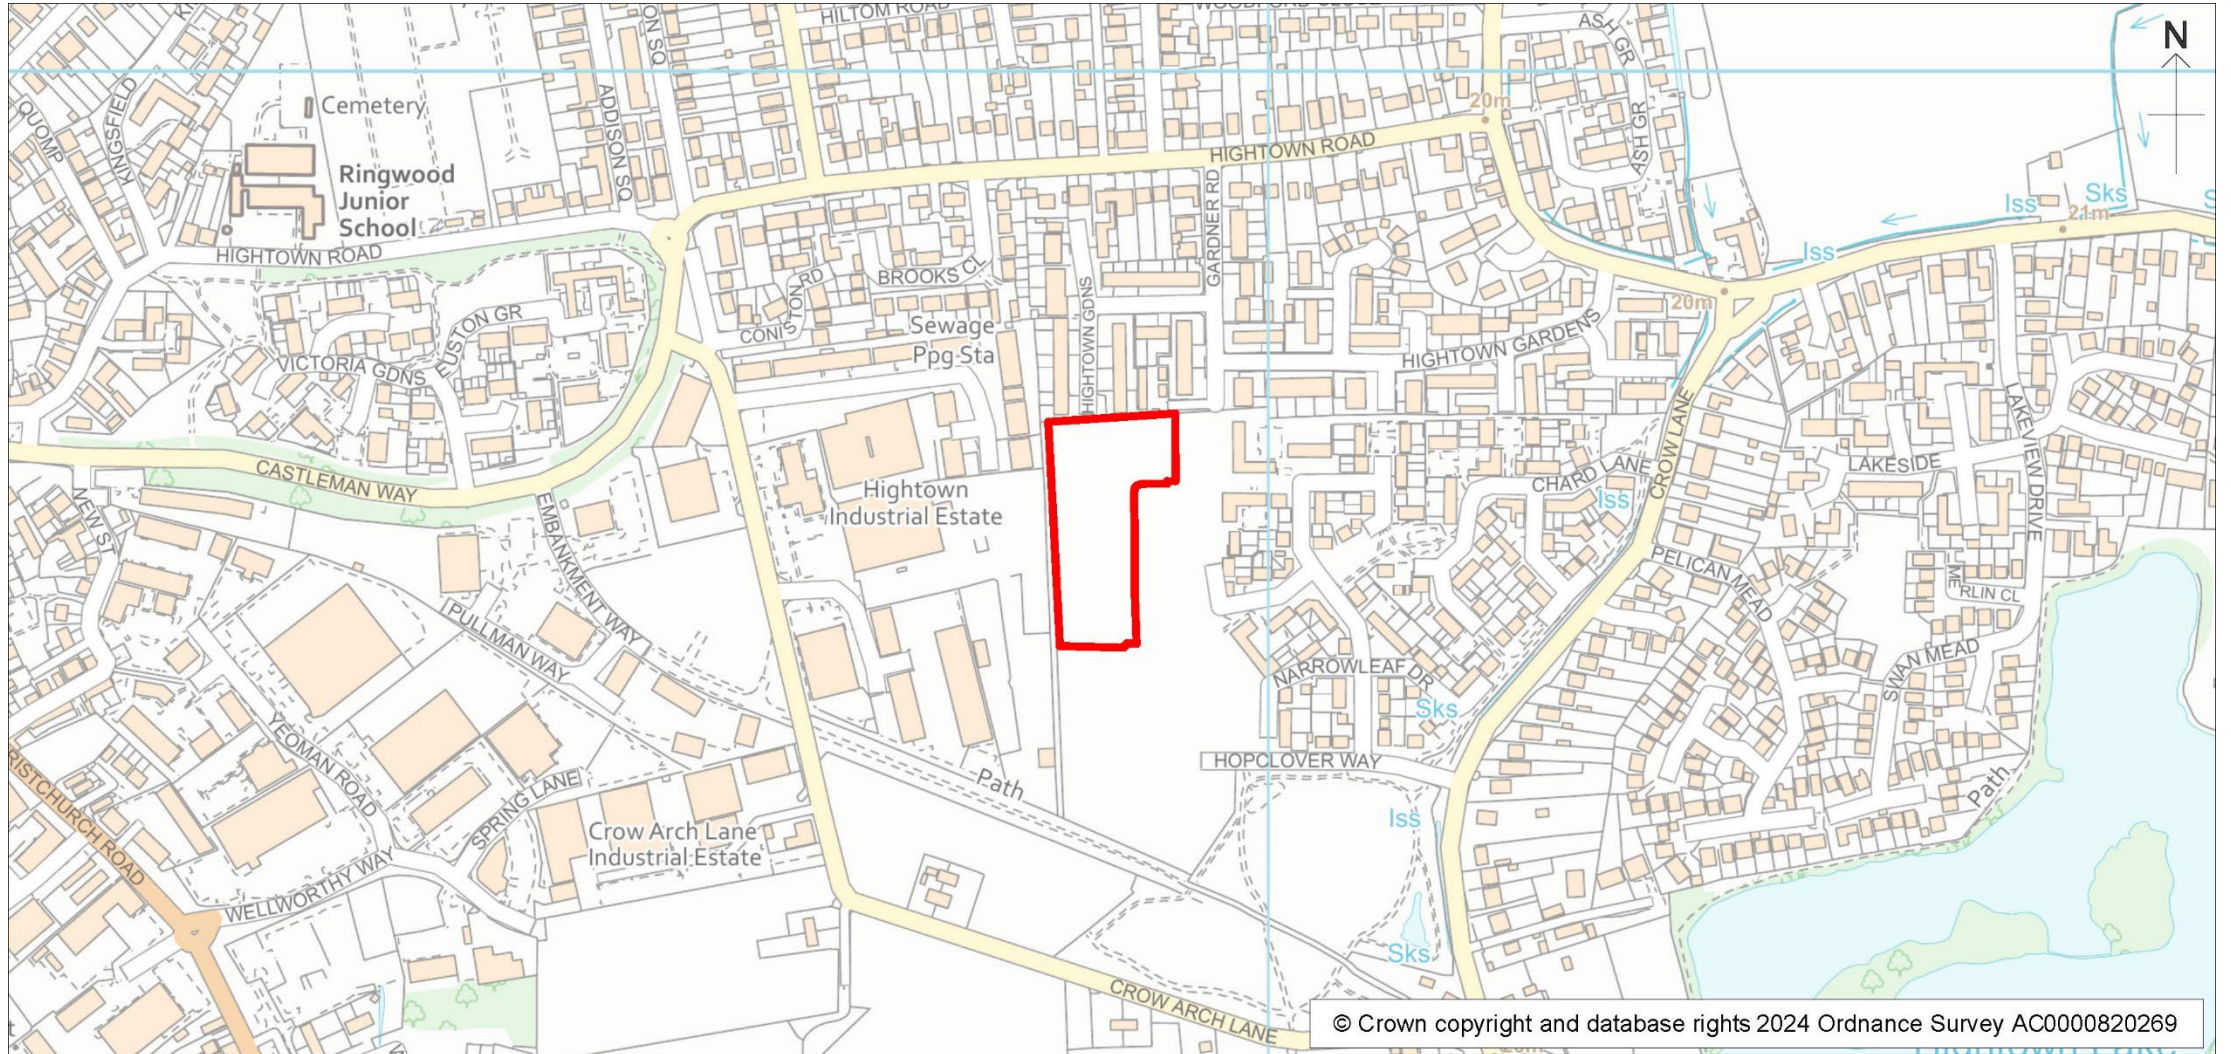 HILTOM ROAD
ASH GR
N
KINGSFIELD
QUOMP
Cemetery
ADDISON SQ
20m
HIGHTOWN ROAD
ASH GR
Ringwood
Junior
School
HIGHTOWN ROAD
GARDNER RD
Iss
Sks
21m
Iss
BROOKS CL
CONISTON RD
HIGHTOWN GDNS
20m
EUSTON GR
VICTORIA GDNS
Sewage
Ppg Sta
HIGHTOWN GARDENS
CROW LANE
LAKEVIEW DRIVE
CASTLEMAN WAY
NEW ST
EMBANKMENT WAY
Hightown
Industrial Estate
CHARD LANE
Iss
LAKESIDE
PELICAN MEAD
MERLIN CL
PULLMAN WAY
NARROWLEAF DR
Sks
SWAN MEAD
YEOMAN ROAD
SPRING LANE
Path
HOPCLOVER WAY
Path
RISTCHURCH ROAD
Crow Arch Lane
Industrial Estate
Iss
WELLWORTHY WAY
Sks
CROW ARCH LANE
© Crown copyright and database rights 2024 Ordnance Survey AC0000820269